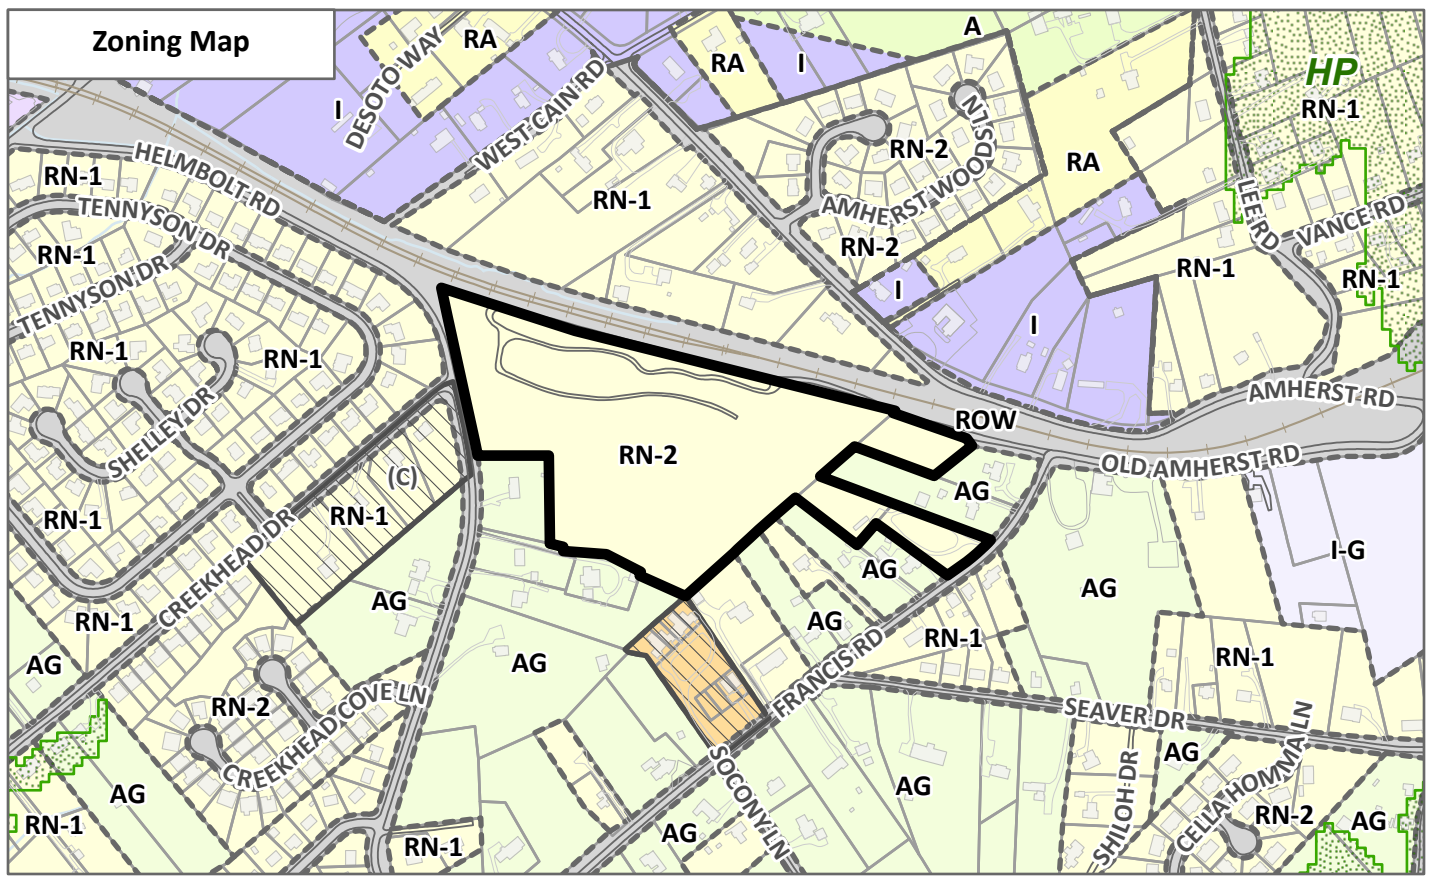 Zoning Map
A
RA
DESOTO WAY
RA
I
HP
I
RN-1
WEST CAIN RD
WOODS LN
AMHERST
RN-2
HELMBOLT RD
RN-1
RA
RN-1
TENNYSON DR
LEE RD
VANCE RD
RN-2
RN-1
TENNYSON DR
RN-1
RN-1
I
I
RN-1
RN-1
SHELLEY DR
AMHERST RD
ROW
RN-2
OLD AMHERST RD
(C)
AG
RN-1
RN-1
CREEKHEAD DR
I-G
AG
AG
AG
RN-1
AG
FRANCIS RD
RN-1
AG
AG
RN-1
RN-2
CREEKHEAD COVE LN
SEAVER DR
SOCONY LN
AG
CELLA HOMMA LN
AG
AG
SHILOH DR
RN-1
AG
RN-1
RN-2
AG